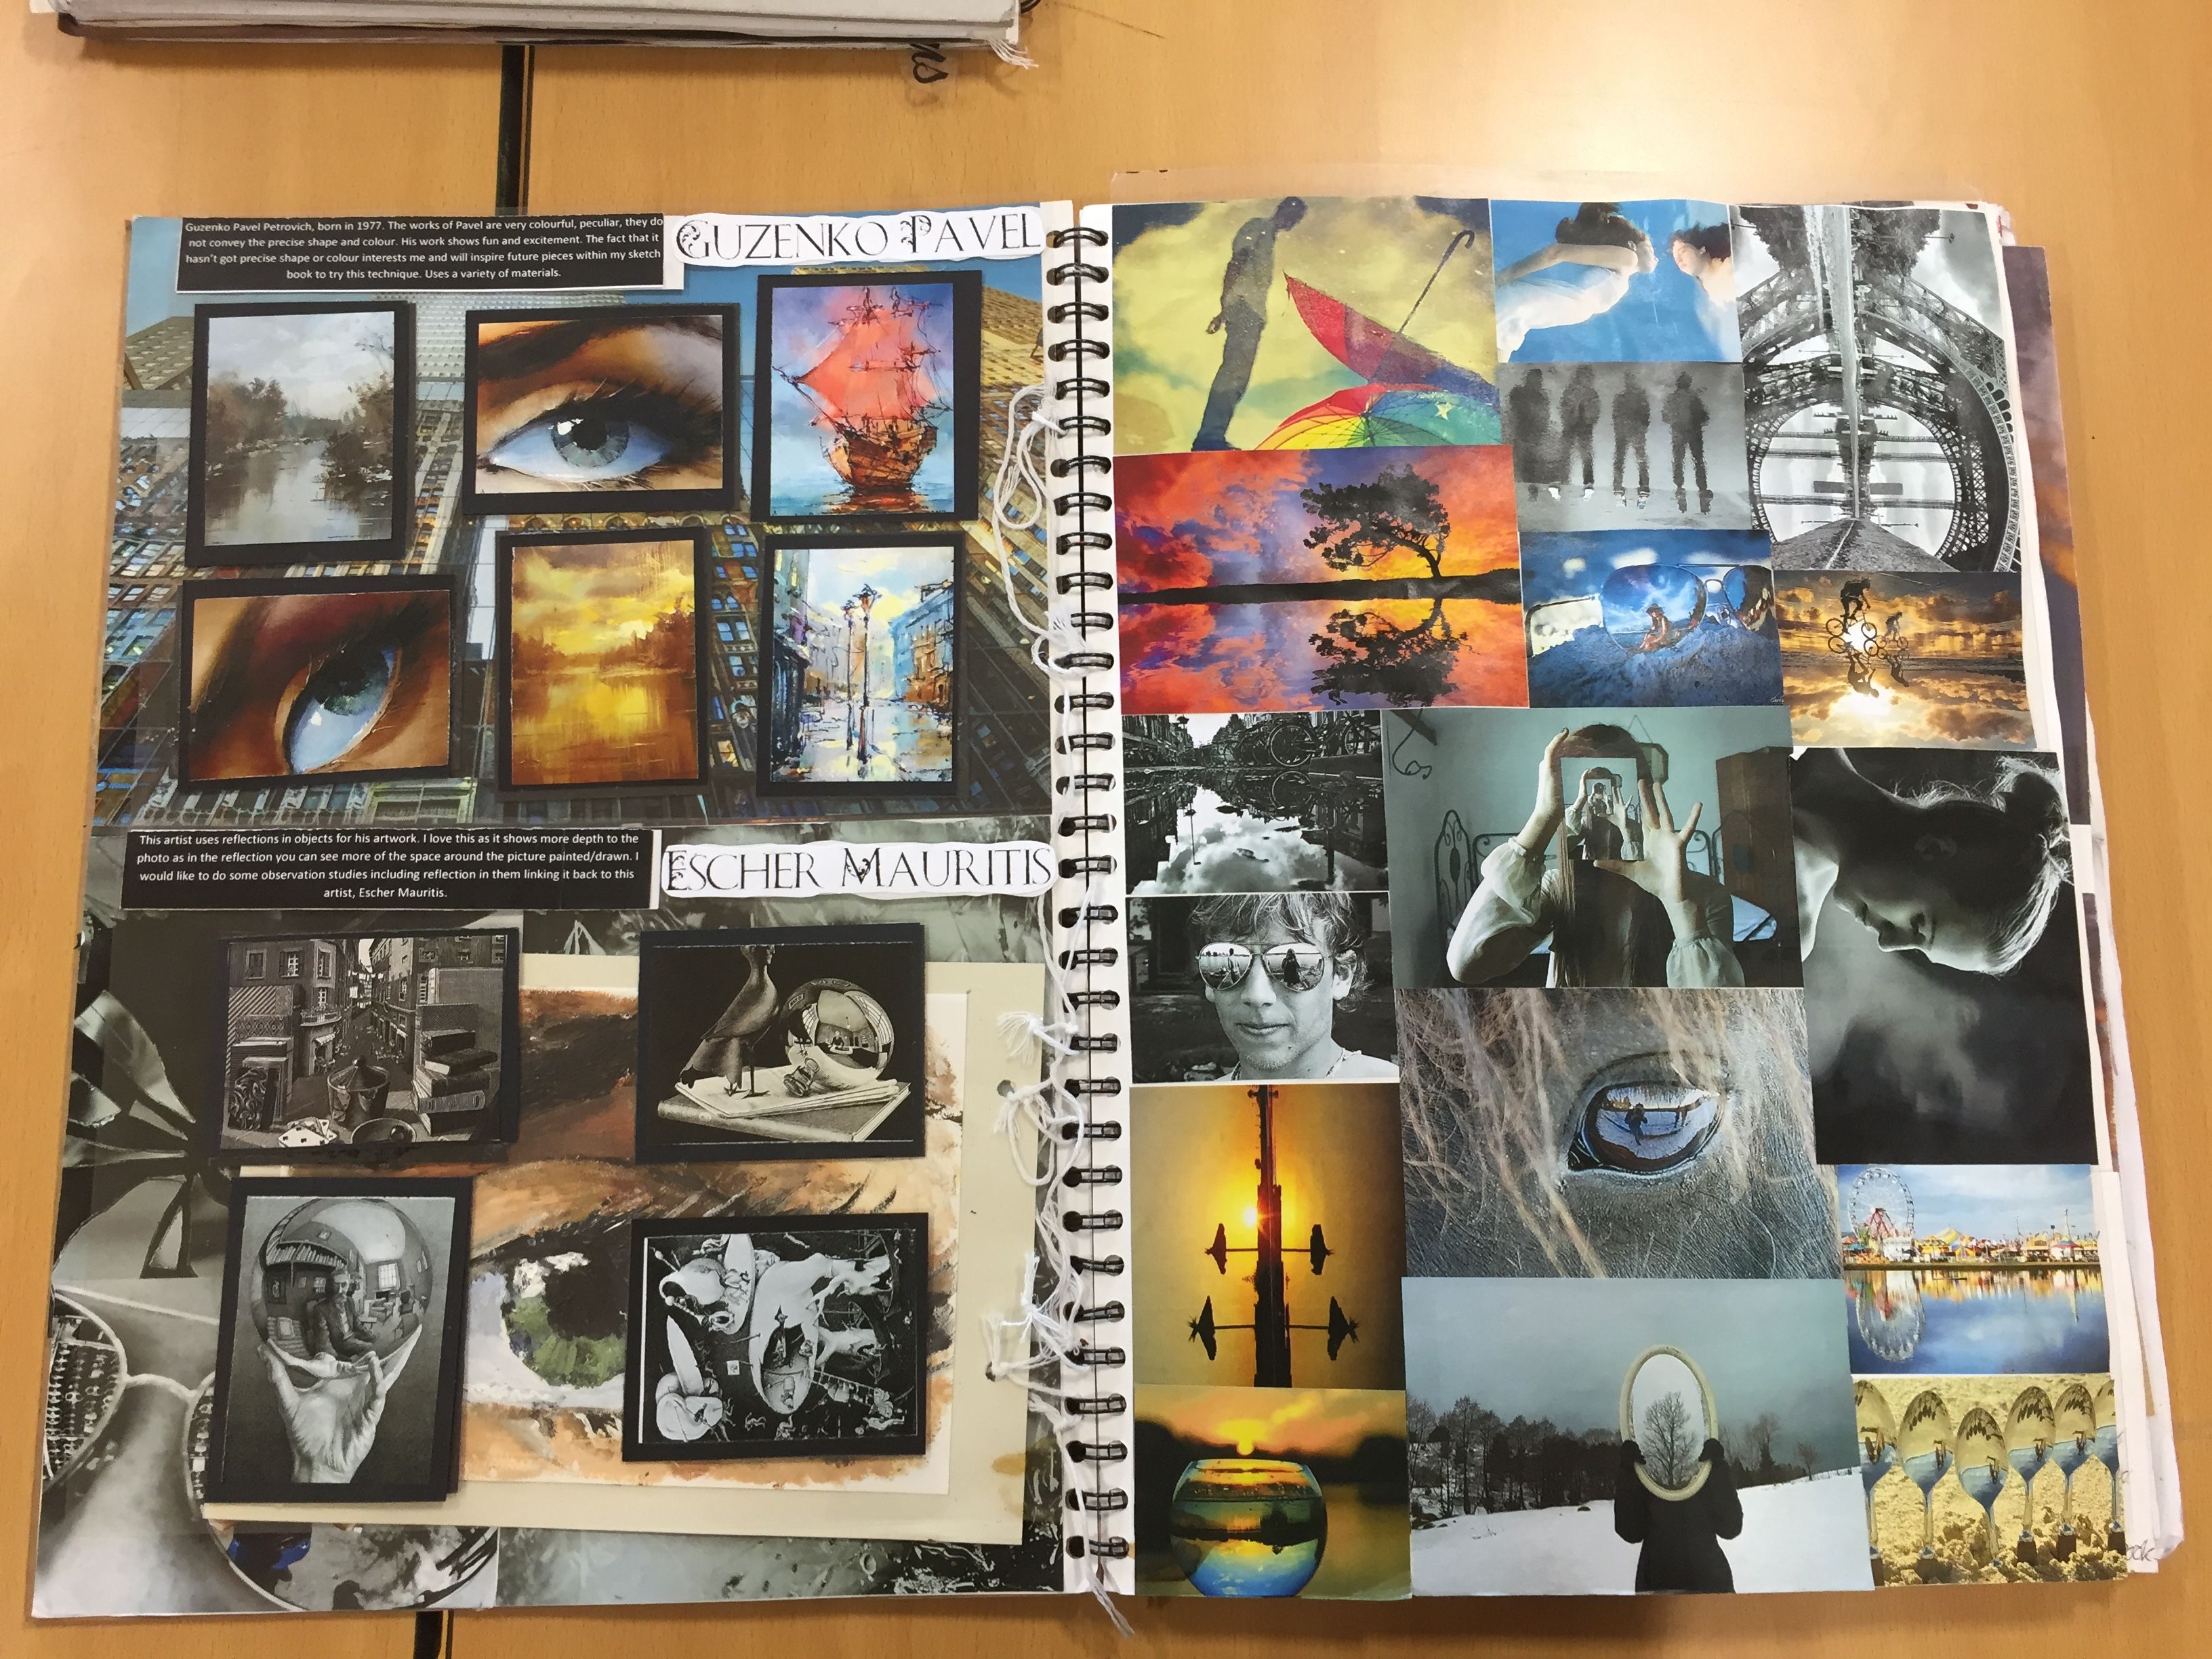 Guzenko Pavel Petrovich, born in 1977. The works of Pavel are very colourful, peculiar, they do
not convey the precise shape and colour. His work shows fun and excitement. The fact that it
hasn't got precise shape or colour interests me and will inspire future pieces within my sketch
book to try this technique. Uses a variety of materials.
GUZENKO PAVEL
This artist uses reflections in objects for his artwork. I love this as it shows more depth to the
photo as in the reflection you can see more of the space around the picture painted/drawn. I
would like to do some observation studies including reflection in them linking it back to this
artist, Escher Mauritis.
ESCHER MAURITIS